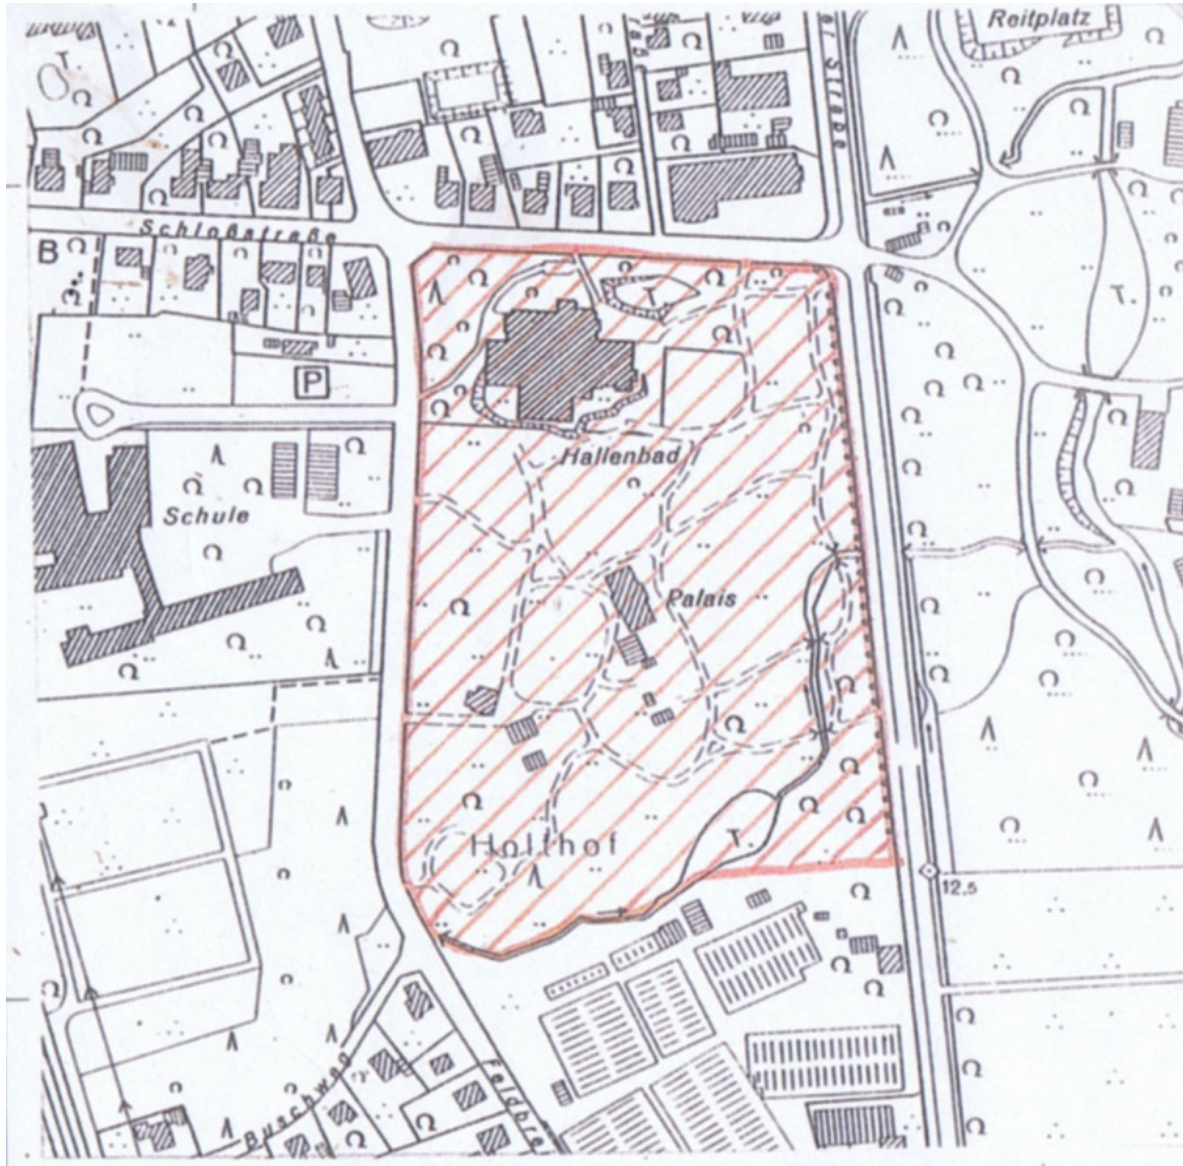 Reitplatz
Schloßstraße
B
P
Hallenbad
Schule
Palais
Holthof
12.5
Buschweg